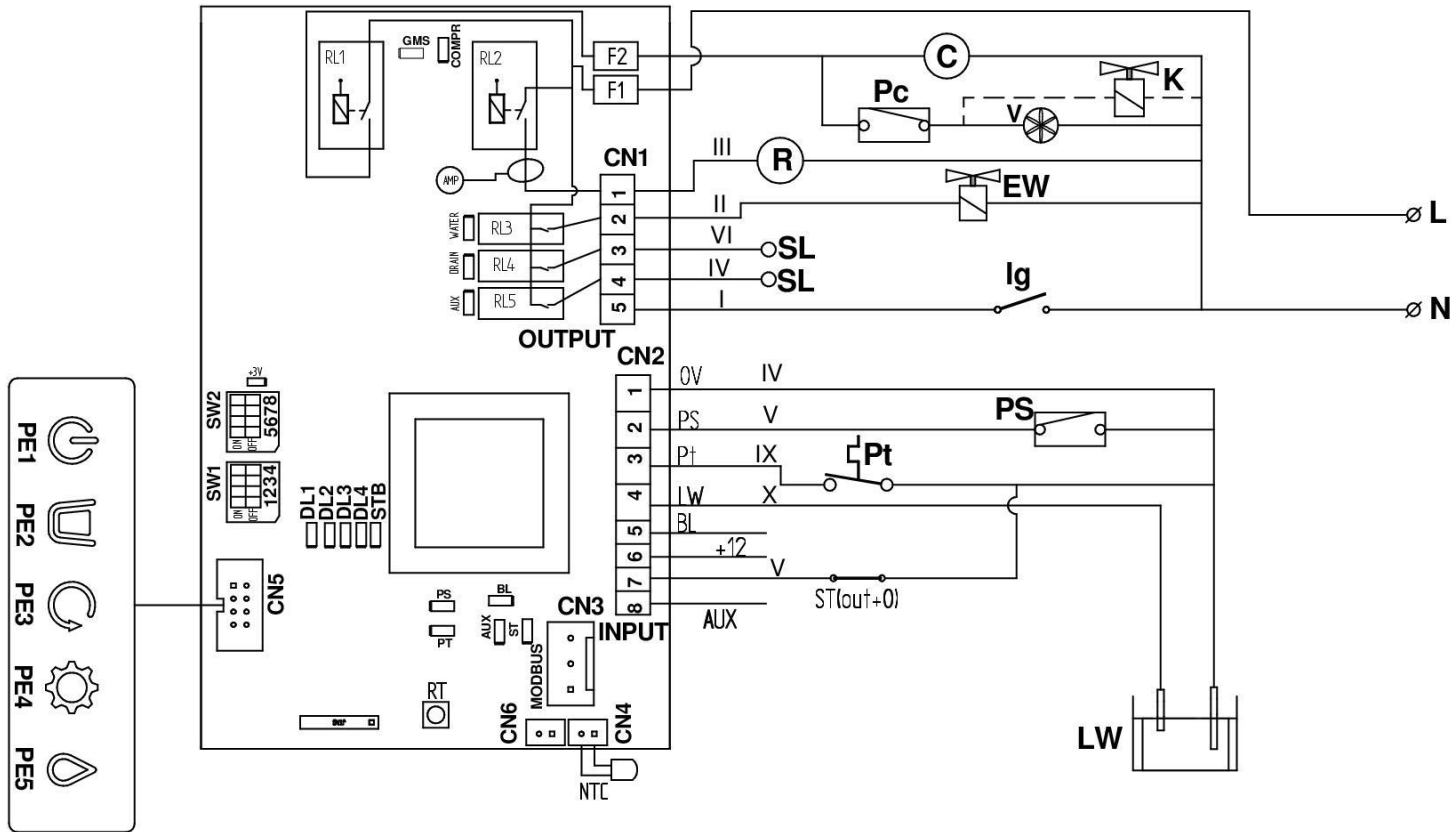 RL1
GMS
COMPR
RL2
F2
F1
C
Pc
V
K
AMP
CN1
1
2
3
4
5
III
R
II
EW
VI
SL
IV
SL
I
Ig
L
N
WATER
RL3
DRAIN
RL4
AUX
RL5
OUTPUT
CN2
1
2
3
4
5
6
7
8
0V
IV
PS
V
PS
Pt
IX
Pt
LW
X
BL
+12
V
ST(out+0)
AUX
INPUT
LW
+3V
SW2
ON
OFF
5678
SW1
ON
OFF
1234
DL1
DL2
DL3
DL4
STB
CN5
PS
BL
PT
AUX
ST
CN3
MODBUS
RT
CN6
CN4
NTC
PE1
PE2
PE3
PE4
PE5